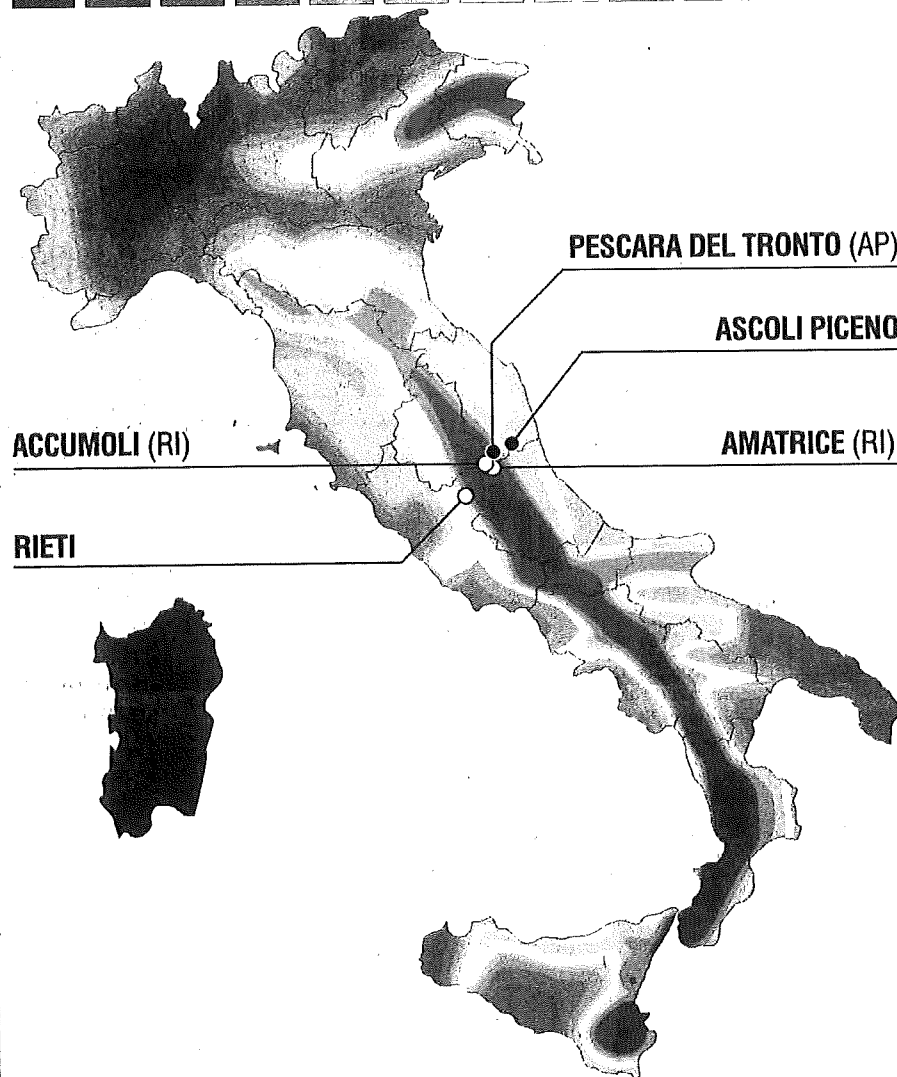 PESCARA DEL TRONTO (AP)
ASCOLI PICENO
ACCUMOLI (RI)
AMATRICE (RI)
RIETI